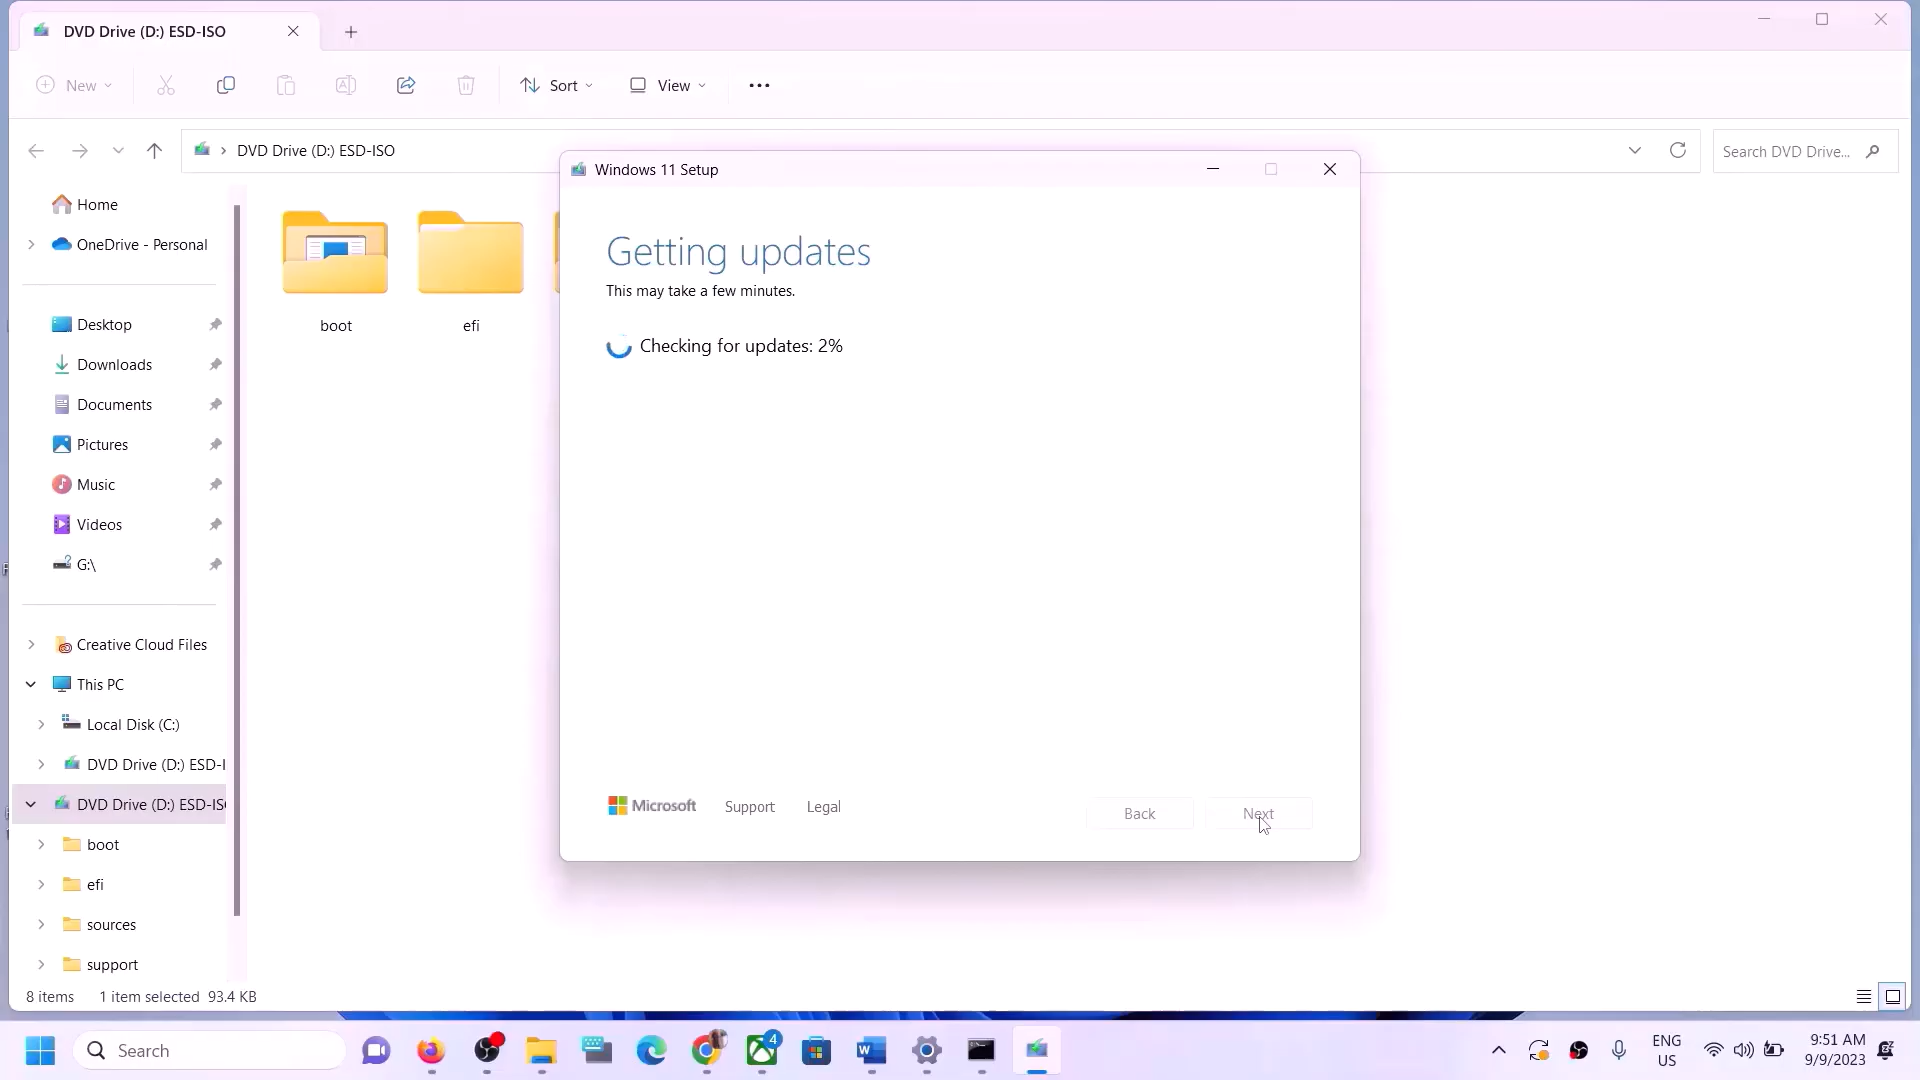 DVD Drive (D:) ESD-ISO
New
Sort
View
DVD Drive (D:) ESD-ISO
Search DVD Drive...
Home
OneDrive - Personal
Desktop
Downloads
Documents
Pictures
Music
Videos
G:\
Creative Cloud Files
This PC
Local Disk (C:)
DVD Drive (D:) ESD-I
DVD Drive (D:) ESD-IS
boot
efi
sources
support
boot
efi
Windows 11 Setup
Getting updates
This may take a few minutes.
Checking for updates: 2%
Microsoft
Support
Legal
Back
Next
8 items
1 item selected 93.4 KB
Search
4
ENG
US
9:51 AM
9/9/2023